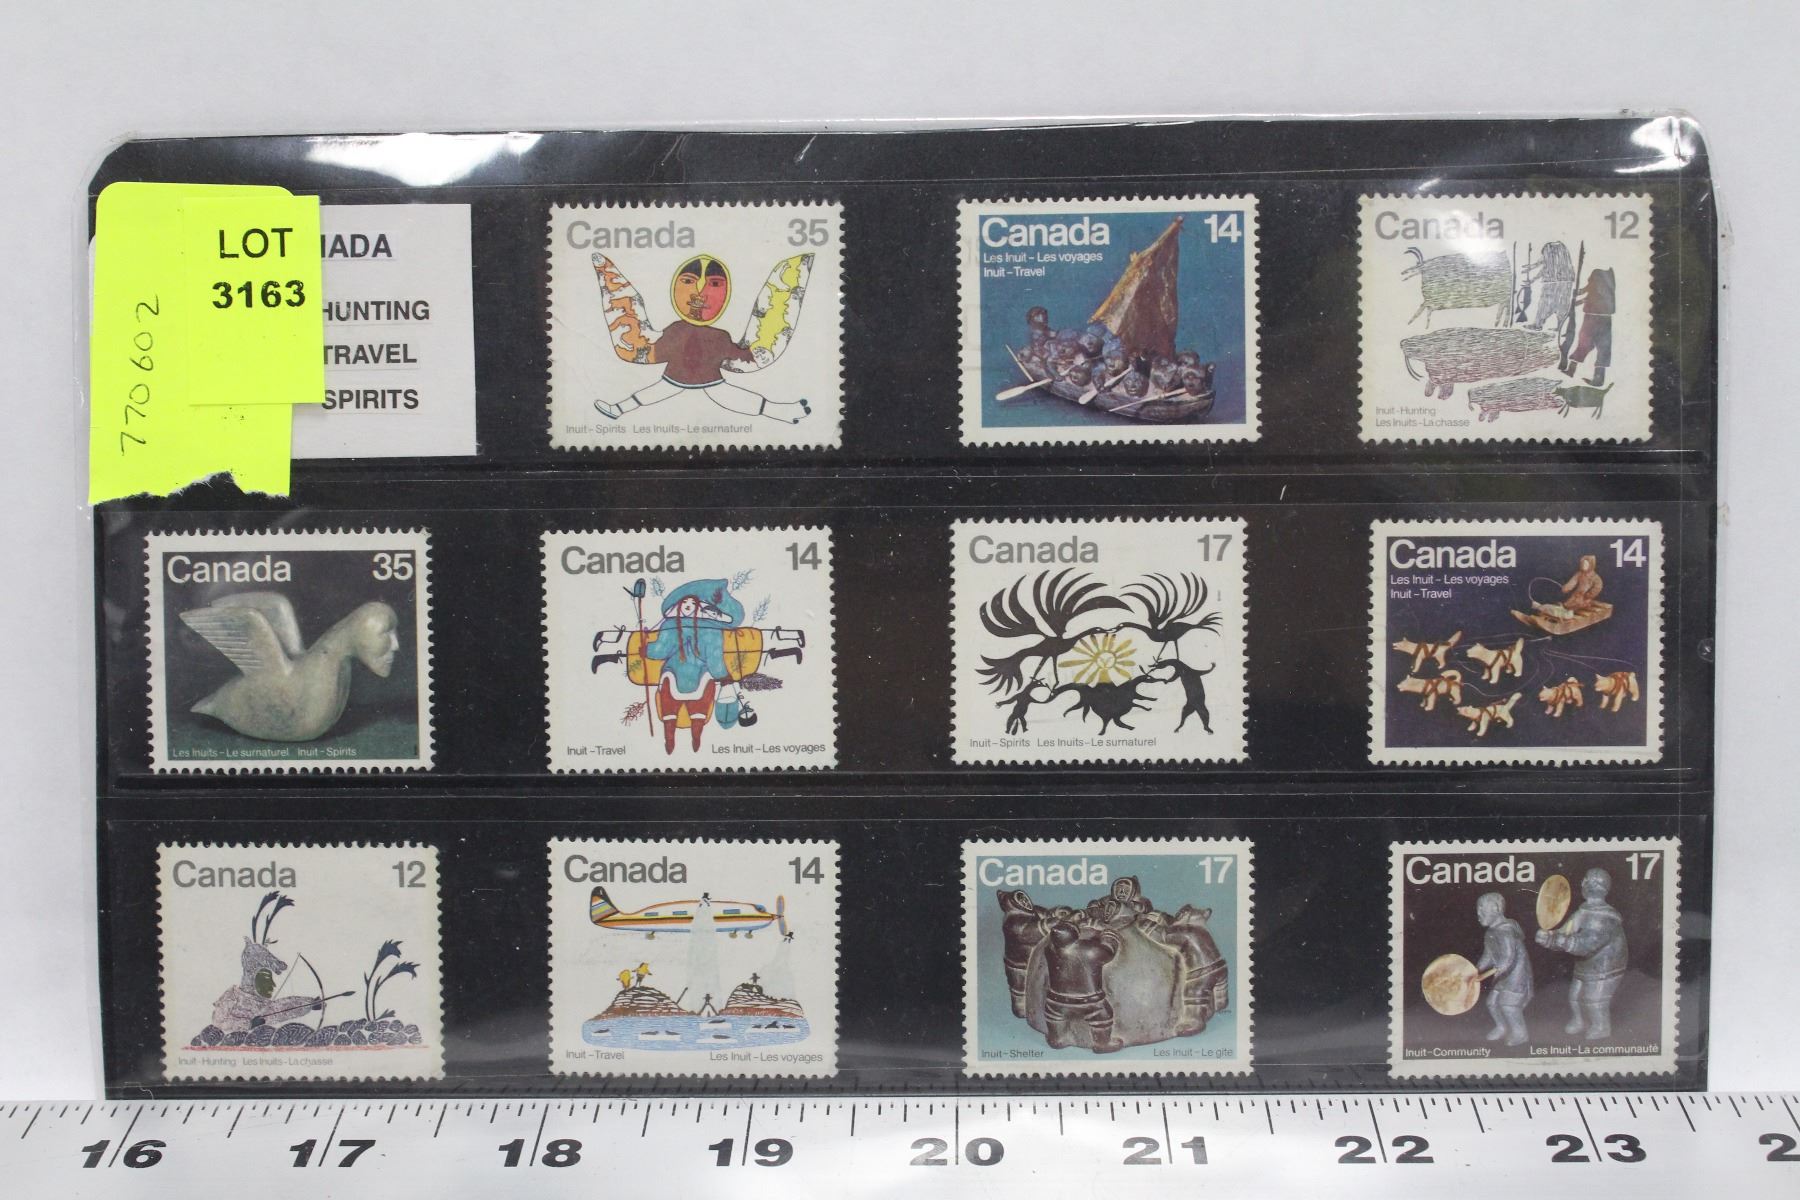 LOT
3163
770602
NADA
HUNTING
TRAVEL
SPIRITS
Canada 35
Inuit-Spirits Les Inuits-Le surnaturel
Canada 14
Les Inuit-Les voyages
Inuit-Travel
Canada 12
Inuit-Hunting
Les Inuits-La chasse
Canada 35
Les Inuits-Le surnaturel Inuit-Spirits
Canada 14
Inuit-Travel Les Inuit-Les voyages
Canada 17
Inuit-Spirits Les Inuits-Le surnaturel
Canada 14
Les Inuit-Les voyages
Inuit-Travel
Canada 12
Inuit-Hunting Les Inuits-La chasse
Canada 14
Inuit-Travel Les Inuit-Les voyages
Canada 17
Inuit-Shelter Les Inuit-Le gîte
Canada 17
Inuit-Community Les Inuit-La communauté
16 17 18 19 20 21 22 23 2